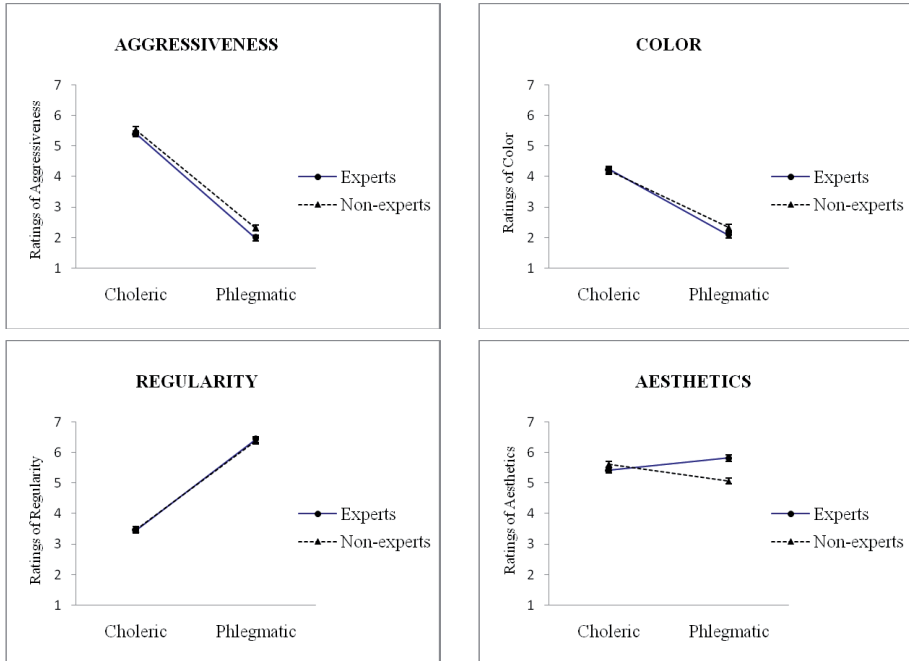 AGGRESSIVENESS
Ratings of Aggressiveness
7
6
5
4
3
2
1
Choleric Phlegmatic
Experts
Non-experts
COLOR
Ratings of Color
7
6
5
4
3
2
1
Choleric Phlegmatic
Experts
Non-experts
REGULARITY
Ratings of Regularity
7
6
5
4
3
2
1
Choleric Phlegmatic
Experts
Non-experts
AESTHETICS
Ratings of Aesthetics
7
6
5
4
3
2
1
Choleric Phlegmatic
Experts
Non-experts